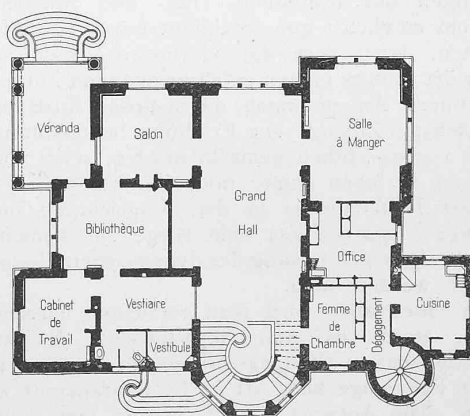 Véranda
Salon
Salle
à Manger
Bibliothèque
Grand
Hall
Office
Cabinet
de
Travail
Vestiaire
Vestibule
Femme
de
Chambre
Dégagement
Cuisine